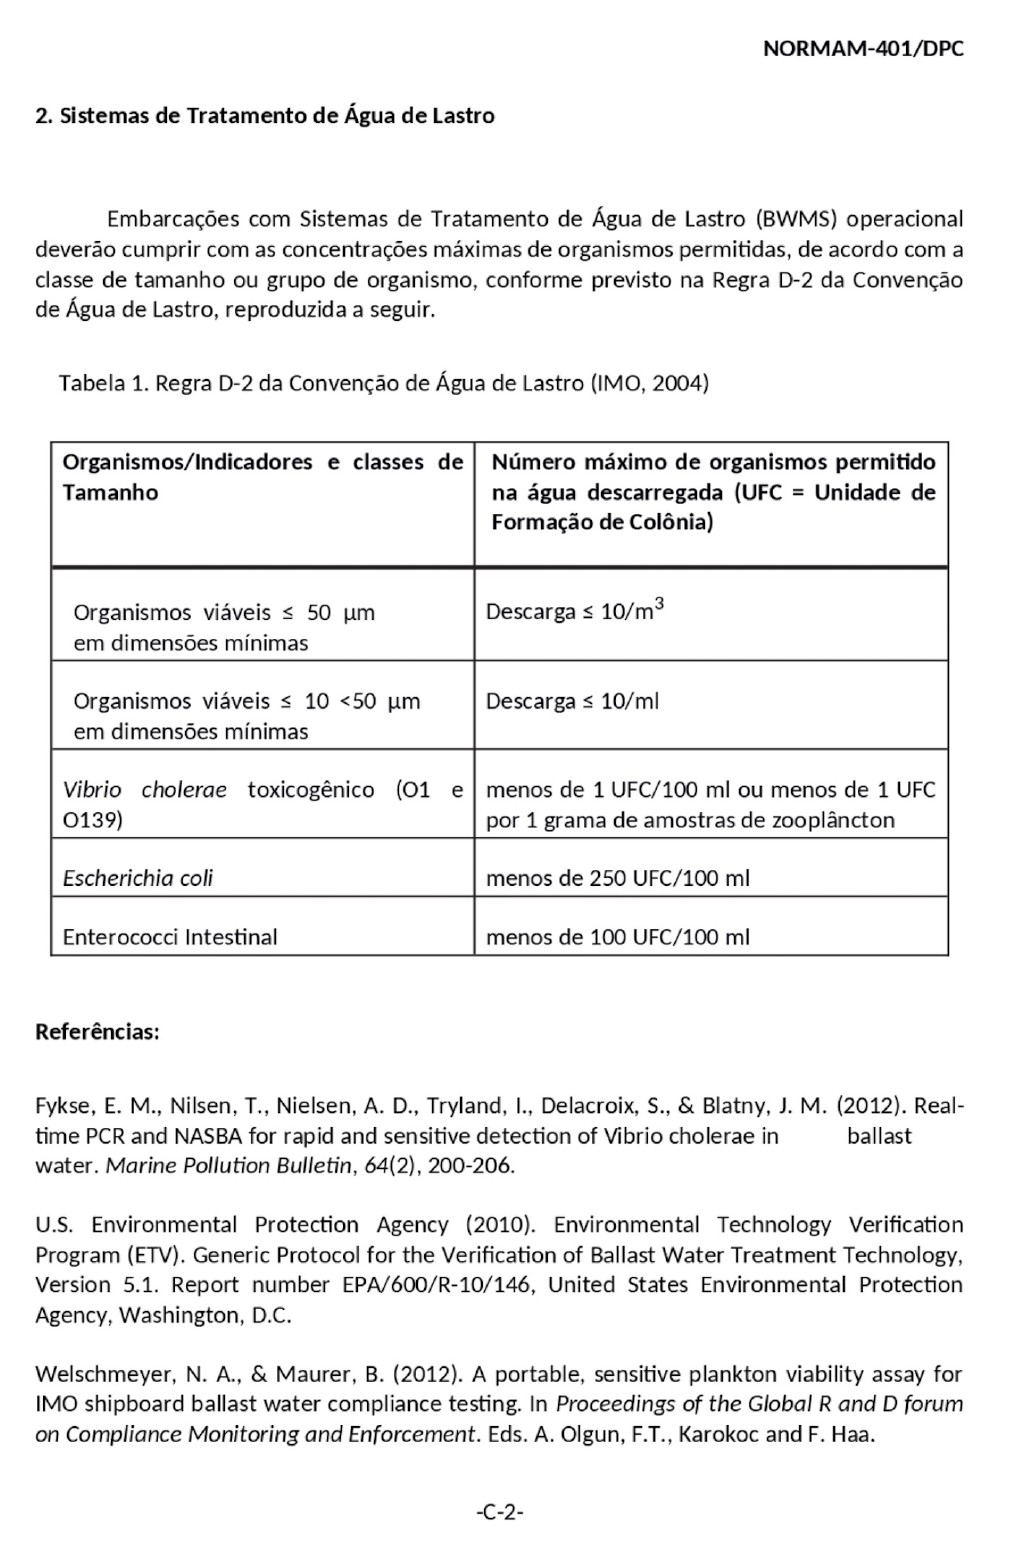 NORMAM-401/DPC
2. Sistemas de Tratamento de Água de Lastro
Embarcações com Sistemas de Tratamento de Água de Lastro (BWMS) operacional
deverão cumprir com as concentrações máximas de organismos permitidas, de acordo com a
classe de tamanho ou grupo de organismo, conforme previsto na Regra D-2 da Convenção
de Água de Lastro, reproduzida a seguir.
Tabela 1. Regra D-2 da Convenção de Água de Lastro (IMO, 2004)
Organismos/Indicadores e classes de
Tamanho
Número máximo de organismos permitido
na água descarregada (UFC = Unidade de
Formação de Colônia)
Organismos viáveis ≤ 50 µm
em dimensões mínimas
Descarga ≤ 10/m³
Organismos viáveis ≤ 10 <50 µm
em dimensões mínimas
Descarga ≤ 10/ml
Vibrio cholerae toxicogênico (O1 e
O139)
menos de 1 UFC/100 ml ou menos de 1 UFC
por 1 grama de amostras de zooplâncton
Escherichia coli
menos de 250 UFC/100 ml
Enterococci Intestinal
menos de 100 UFC/100 ml
Referências:
Fykse, E. M., Nilsen, T., Nielsen, A. D., Tryland, I., Delacroix, S., & Blatny, J. M. (2012). Real-
time PCR and NASBA for rapid and sensitive detection of Vibrio cholerae in ballast
water. Marine Pollution Bulletin, 64(2), 200-206.
U.S. Environmental Protection Agency (2010). Environmental Technology Verification
Program (ETV). Generic Protocol for the Verification of Ballast Water Treatment Technology,
Version 5.1. Report number EPA/600/R-10/146, United States Environmental Protection
Agency, Washington, D.C.
Welschmeyer, N. A., & Maurer, B. (2012). A portable, sensitive plankton viability assay for
IMO shipboard ballast water compliance testing. In Proceedings of the Global R and D forum
on Compliance Monitoring and Enforcement. Eds. A. Olgun, F.T., Karokoc and F. Haa.
-C-2-